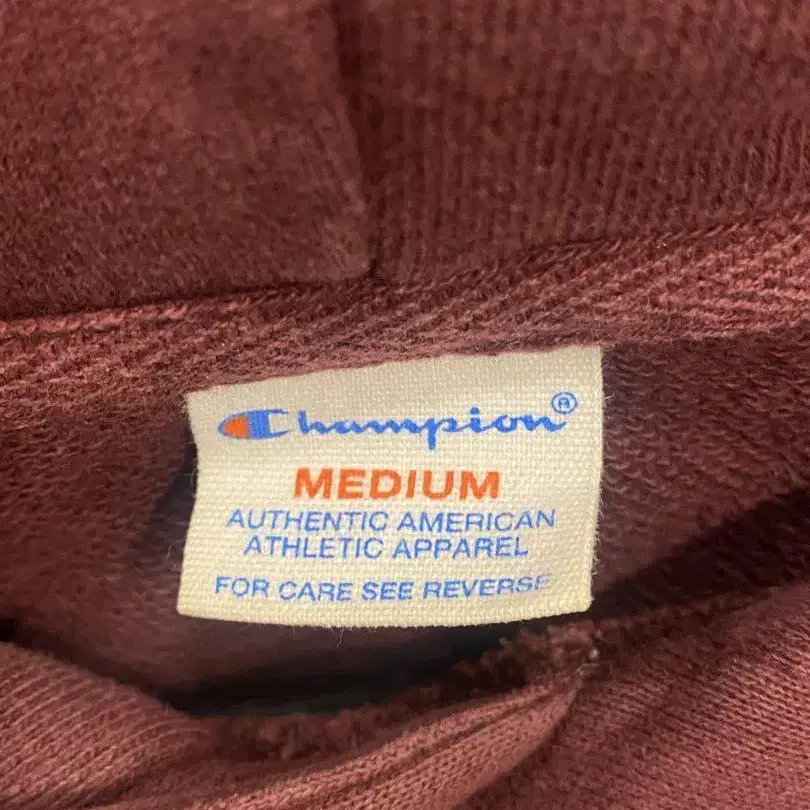 Champion®
MEDIUM
AUTHENTIC AMERICAN
ATHLETIC APPAREL
FOR CARE SEE REVERSE